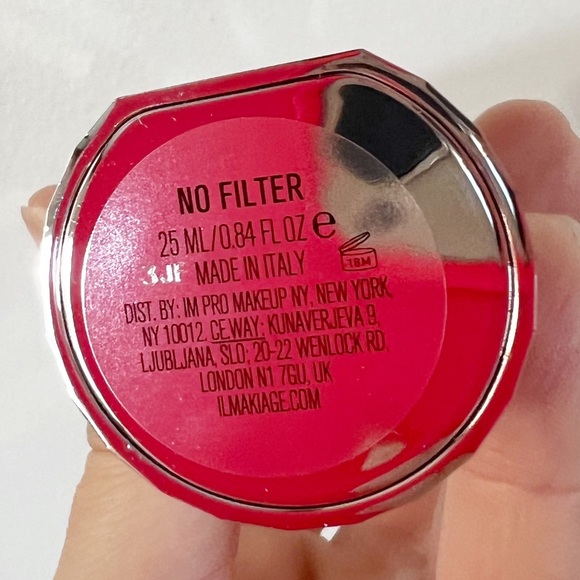 NO FILTER
25 ML/0.84 FL OZ e
MADE IN ITALY
18M
DIST. BY: IM PRO MAKEUP NY, NEW YORK,
NY 10012, CEWAY: KUNAVERJEVA 9,
LJUBLJANA, SLO; 20-22 WENLOCK RD,
LONDON N1 7GU, UK
ILMAKIAGE.COM